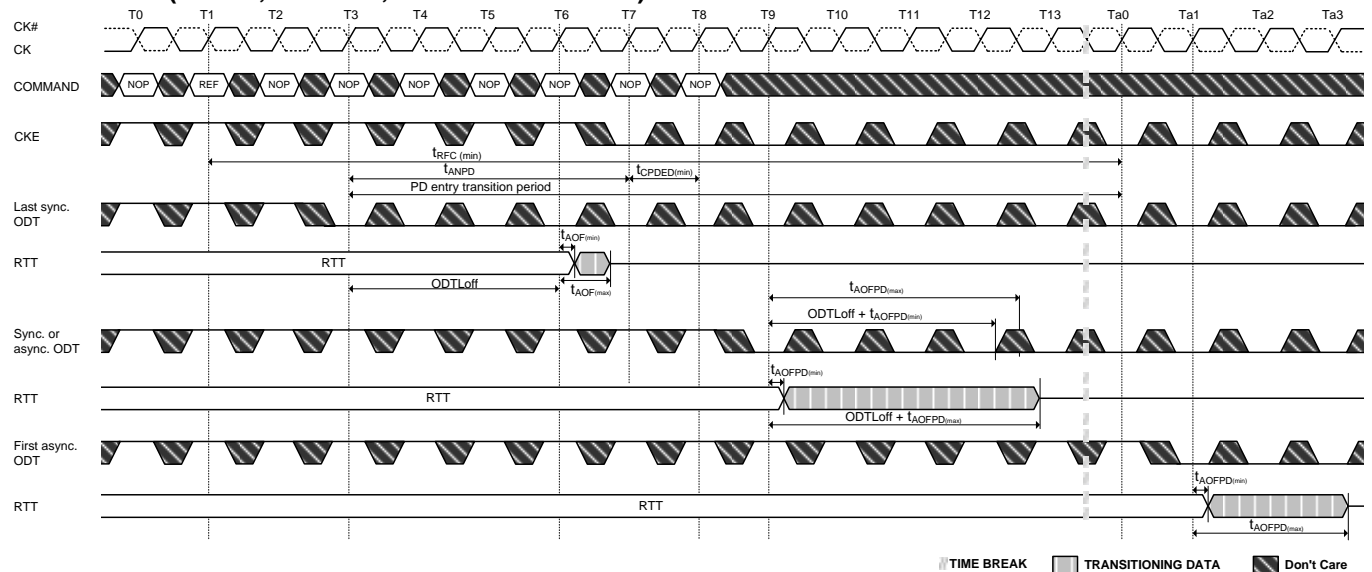 CK#
CK
T0 T1 T2 T3 T4 T5 T6 T7 T8 T9 T10 T11 T12 T13 Ta0 Ta1 Ta2 Ta3
COMMAND
NOP REF NOP NOP NOP NOP NOP NOP NOP
CKE
tRFC (min)
tANPD
tCPDED(min)
PD entry transition period
Last sync.
ODT
tAOF(min)
RTT
RTT
ODTLoff
tAOF(max)
tAOFPD(max)
ODTLoff + tAOFPD(min)
Sync. or
async. ODT
tAOFPD(min)
RTT
RTT
ODTLoff + tAOFPD(max)
First async.
ODT
tAOFPD(min)
RTT
RTT
tAOFPD(max)
TIME BREAK
TRANSITIONING DATA
Don't Care